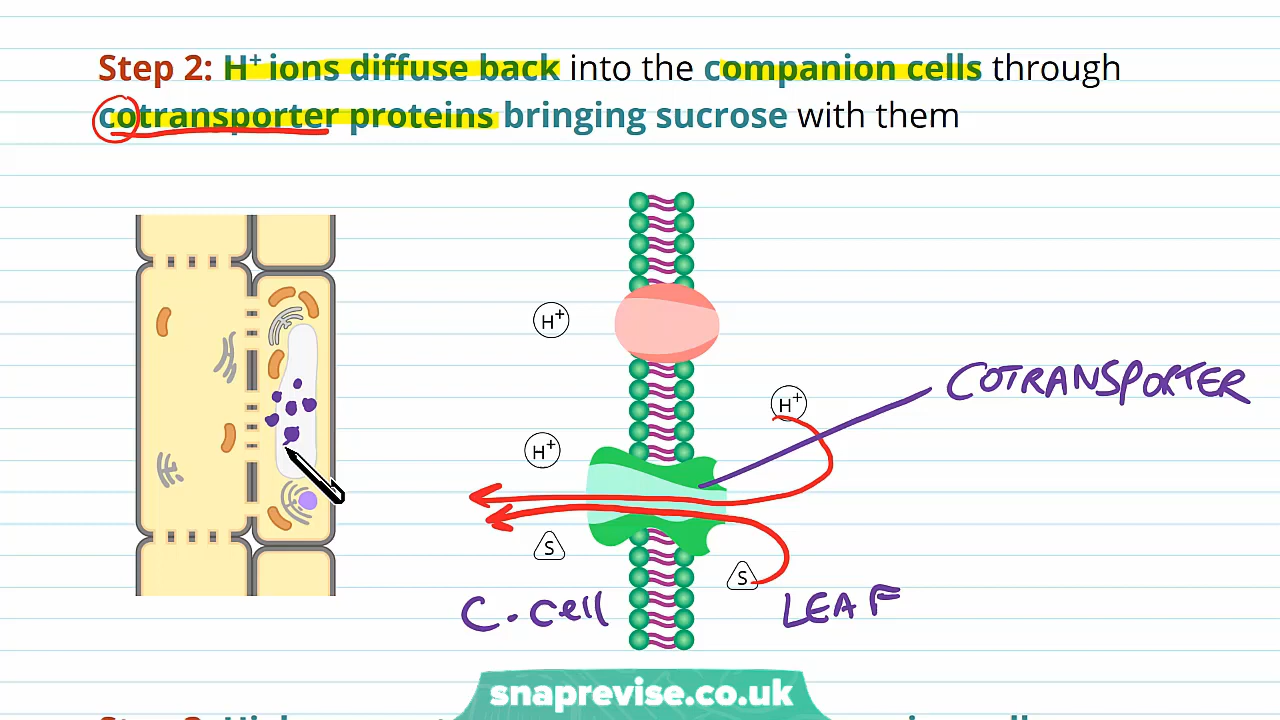 Step 2: H+ ions diffuse back into the companion cells through
cotransporter proteins bringing sucrose with them
H+
H+
COTRANSPORTER
H+
S
S
C. cell
LEAF
snaprevise.co.uk